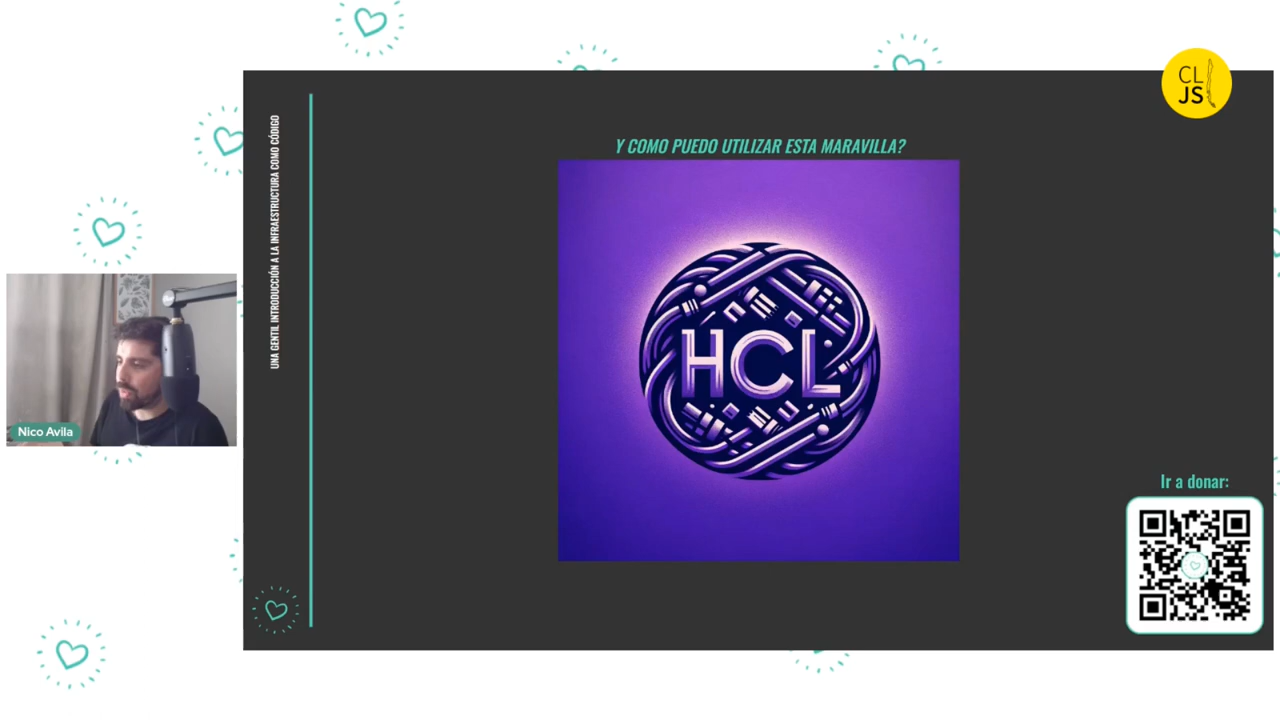 CL
JS
Y COMO PUEDO UTILIZAR ESTA MARAVILLA?
UNA GENTIL INTRODUCCIÓN A LA INFRAESTRUCTURA COMO CÓDIGO
HCL
Nico Avila
Ir a donar: